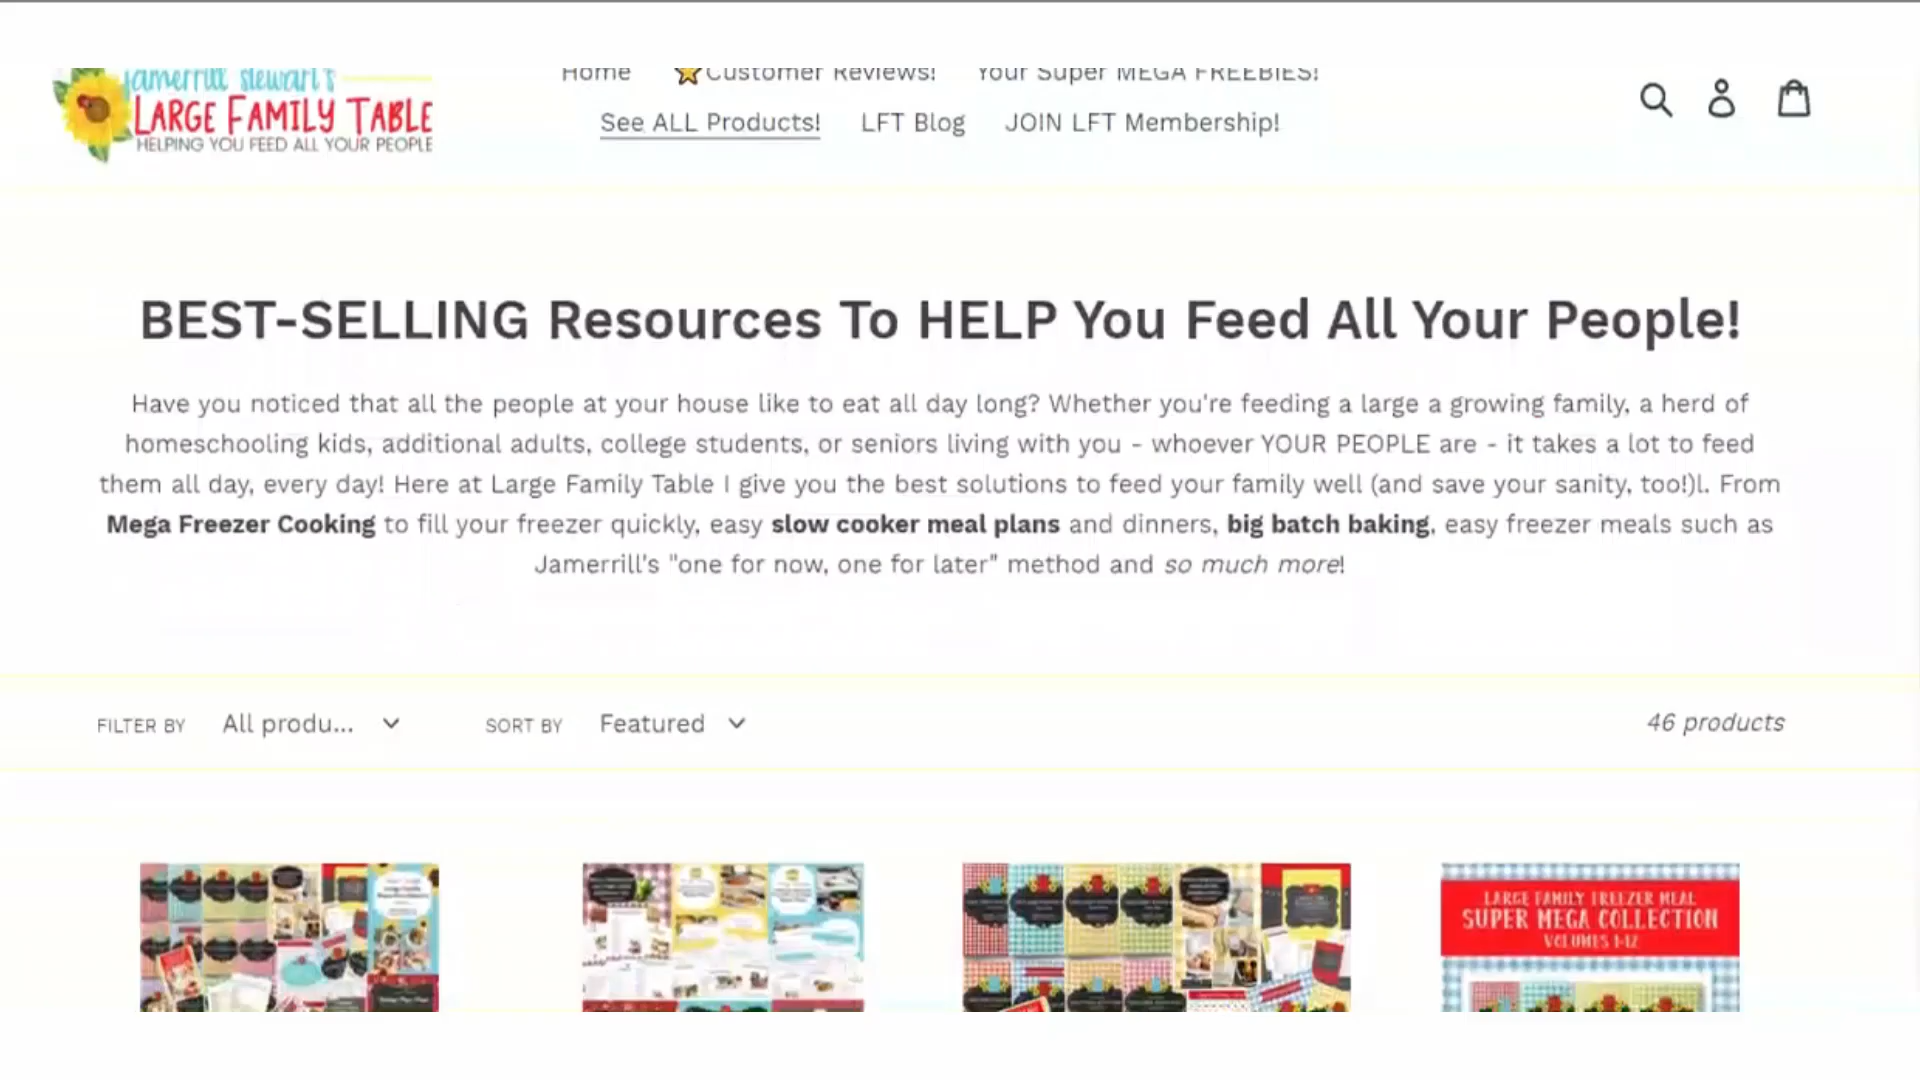 Jamerrill Stewart's
LARGE FAMILY TABLE
HELPING YOU FEED ALL YOUR PEOPLE
Home ⭐Customer Reviews! Your Super MEGA FREEBIES!
See ALL Products! LFT Blog JOIN LFT Membership!
BEST-SELLING Resources To HELP You Feed All Your People!
Have you noticed that all the people at your house like to eat all day long? Whether you're feeding a large a growing family, a herd of
homeschooling kids, additional adults, college students, or seniors living with you - whoever YOUR PEOPLE are - it takes a lot to feed
them all day, every day! Here at Large Family Table I give you the best solutions to feed your family well (and save your sanity, too!)l. From
Mega Freezer Cooking to fill your freezer quickly, easy slow cooker meal plans and dinners, big batch baking, easy freezer meals such as
Jamerrill's "one for now, one for later" method and so much more!
FILTER BY All produ... SORT BY Featured 46 products
LARGE FAMILY FREEZER MEAL
SUPER MEGA COLLECTION
VOLUMES 1-12